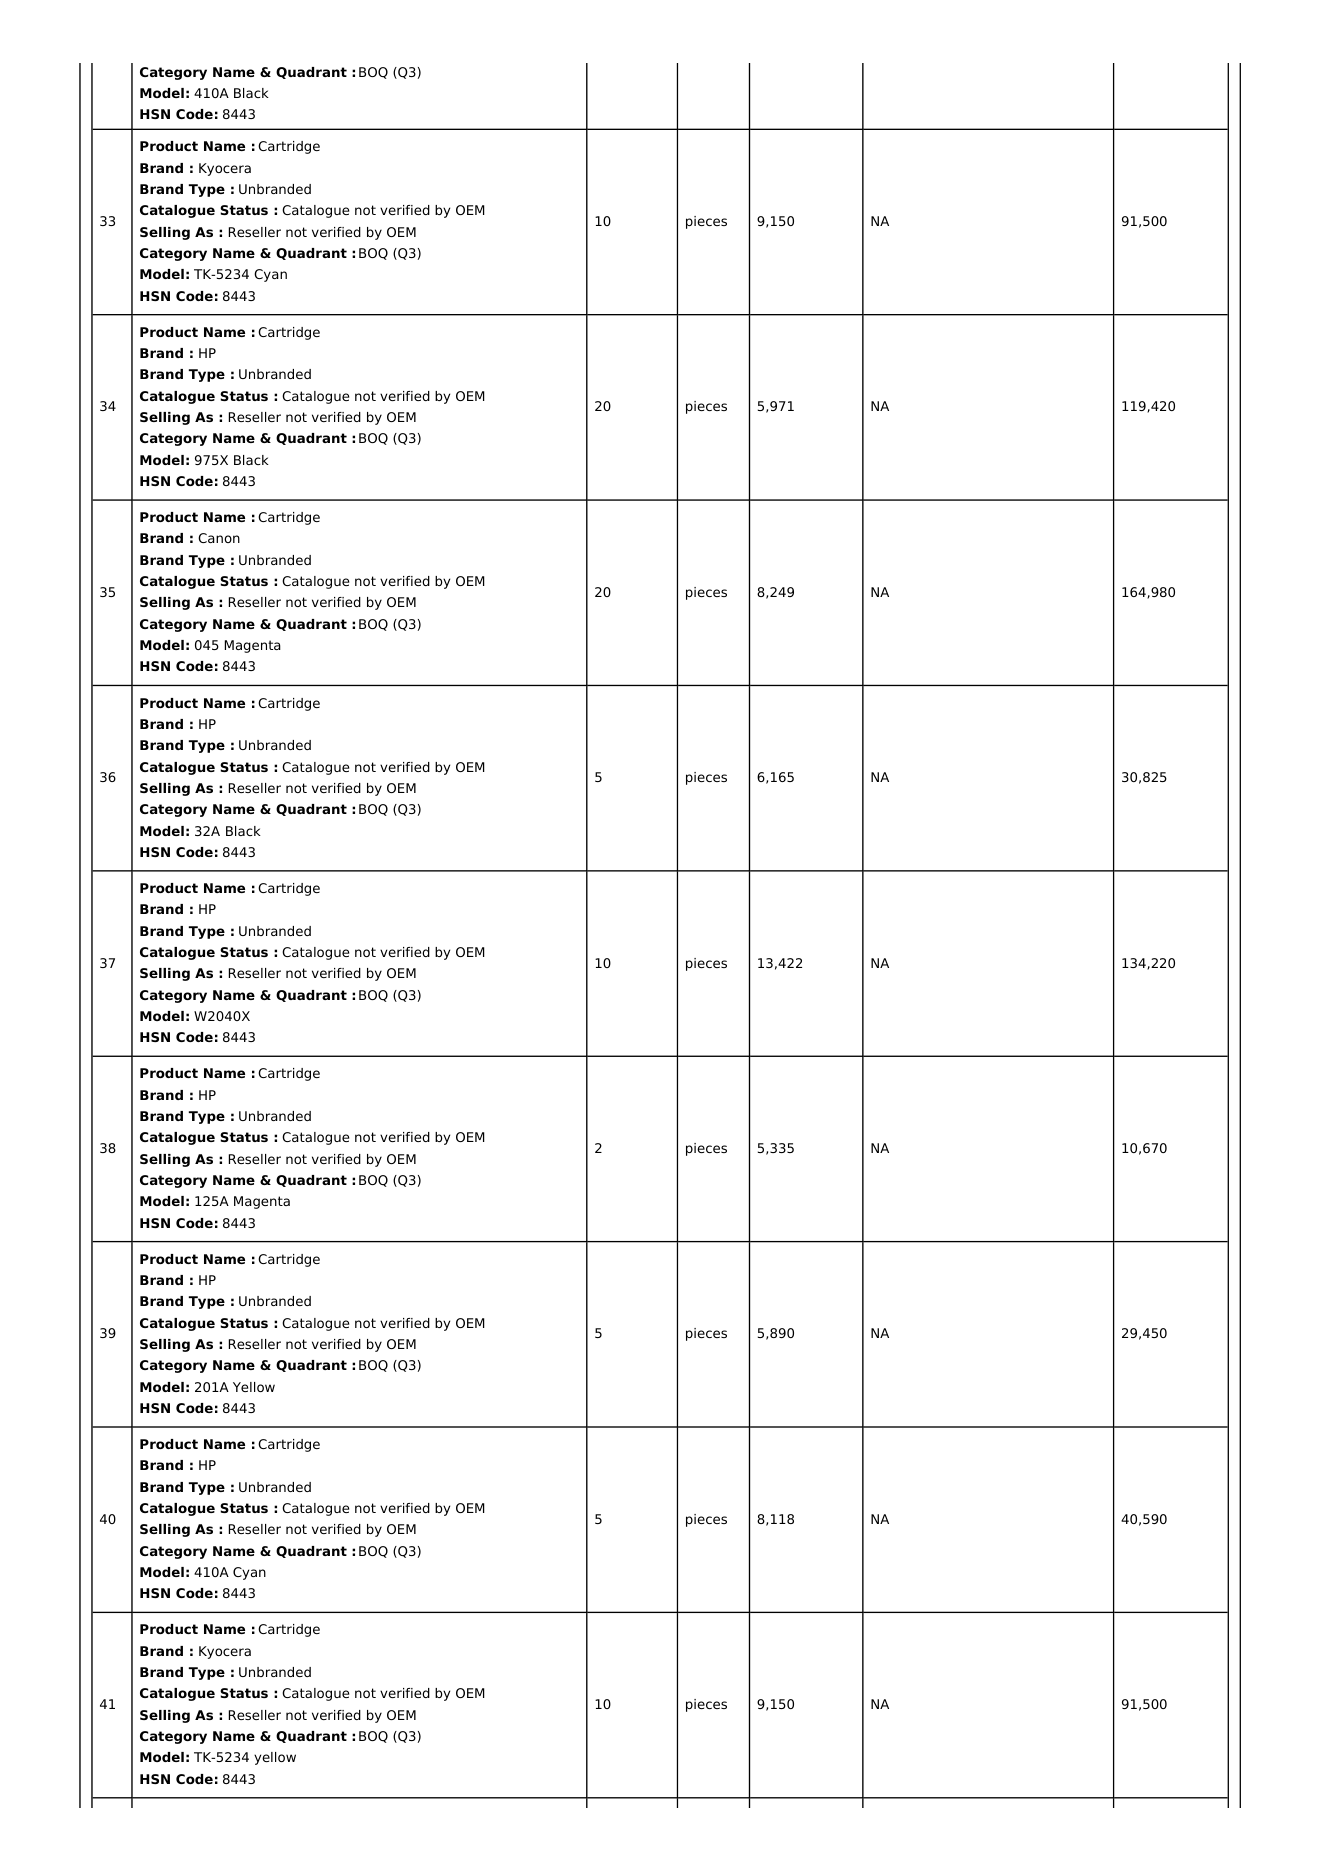 Category Name & Quadrant : BOQ (Q3)
Model: 410A Black
HSN Code: 8443
Product Name : Cartridge
Brand : Kyocera
Brand Type : Unbranded
Catalogue Status : Catalogue not verified by OEM
Selling As : Reseller not verified by OEM
Category Name & Quadrant : BOQ (Q3)
Model: TK-5234 Cyan
HSN Code: 8443
33 10 pieces 9,150 NA 91,500
Product Name : Cartridge
Brand : HP
Brand Type : Unbranded
Catalogue Status : Catalogue not verified by OEM
Selling As : Reseller not verified by OEM
Category Name & Quadrant : BOQ (Q3)
Model: 975X Black
HSN Code: 8443
34 20 pieces 5,971 NA 119,420
Product Name : Cartridge
Brand : Canon
Brand Type : Unbranded
Catalogue Status : Catalogue not verified by OEM
Selling As : Reseller not verified by OEM
Category Name & Quadrant : BOQ (Q3)
Model: 045 Magenta
HSN Code: 8443
35 20 pieces 8,249 NA 164,980
Product Name : Cartridge
Brand : HP
Brand Type : Unbranded
Catalogue Status : Catalogue not verified by OEM
Selling As : Reseller not verified by OEM
Category Name & Quadrant : BOQ (Q3)
Model: 32A Black
HSN Code: 8443
36 5 pieces 6,165 NA 30,825
Product Name : Cartridge
Brand : HP
Brand Type : Unbranded
Catalogue Status : Catalogue not verified by OEM
Selling As : Reseller not verified by OEM
Category Name & Quadrant : BOQ (Q3)
Model: W2040X
HSN Code: 8443
37 10 pieces 13,422 NA 134,220
Product Name : Cartridge
Brand : HP
Brand Type : Unbranded
Catalogue Status : Catalogue not verified by OEM
Selling As : Reseller not verified by OEM
Category Name & Quadrant : BOQ (Q3)
Model: 125A Magenta
HSN Code: 8443
38 2 pieces 5,335 NA 10,670
Product Name : Cartridge
Brand : HP
Brand Type : Unbranded
Catalogue Status : Catalogue not verified by OEM
Selling As : Reseller not verified by OEM
Category Name & Quadrant : BOQ (Q3)
Model: 201A Yellow
HSN Code: 8443
39 5 pieces 5,890 NA 29,450
Product Name : Cartridge
Brand : HP
Brand Type : Unbranded
Catalogue Status : Catalogue not verified by OEM
Selling As : Reseller not verified by OEM
Category Name & Quadrant : BOQ (Q3)
Model: 410A Cyan
HSN Code: 8443
40 5 pieces 8,118 NA 40,590
Product Name : Cartridge
Brand : Kyocera
Brand Type : Unbranded
Catalogue Status : Catalogue not verified by OEM
Selling As : Reseller not verified by OEM
Category Name & Quadrant : BOQ (Q3)
Model: TK-5234 yellow
HSN Code: 8443
41 10 pieces 9,150 NA 91,500